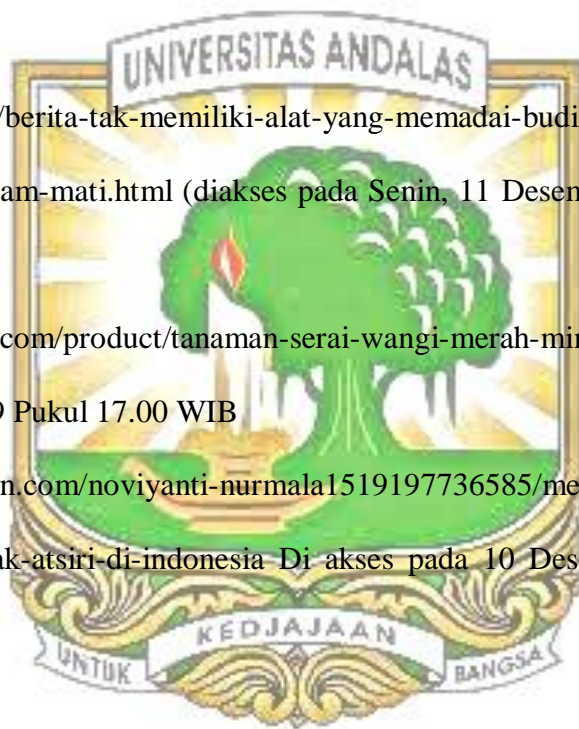 UNIVERSITAS ANDALAS
/berita-tak-memiliki-alat-yang-memadai-budi
am-mati.html (diakses pada Senin, 11 Desem
com/product/tanaman-serai-wangi-merah-mi
9 Pukul 17.00 WIB
n.com/noviyanti-nurmala1519197736585/me
ak-atsiri-di-indonesia Di akses pada 10 Des
KEDJAJAAN
UNTUK BANGSA